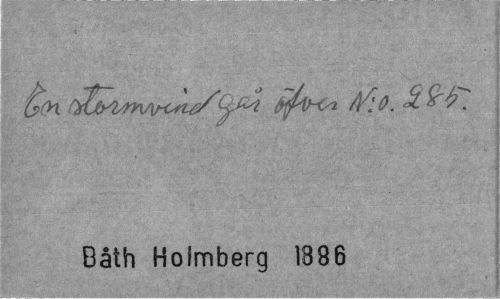 En stormvind går öfver N:o. 285.
Båth Holmberg 1886